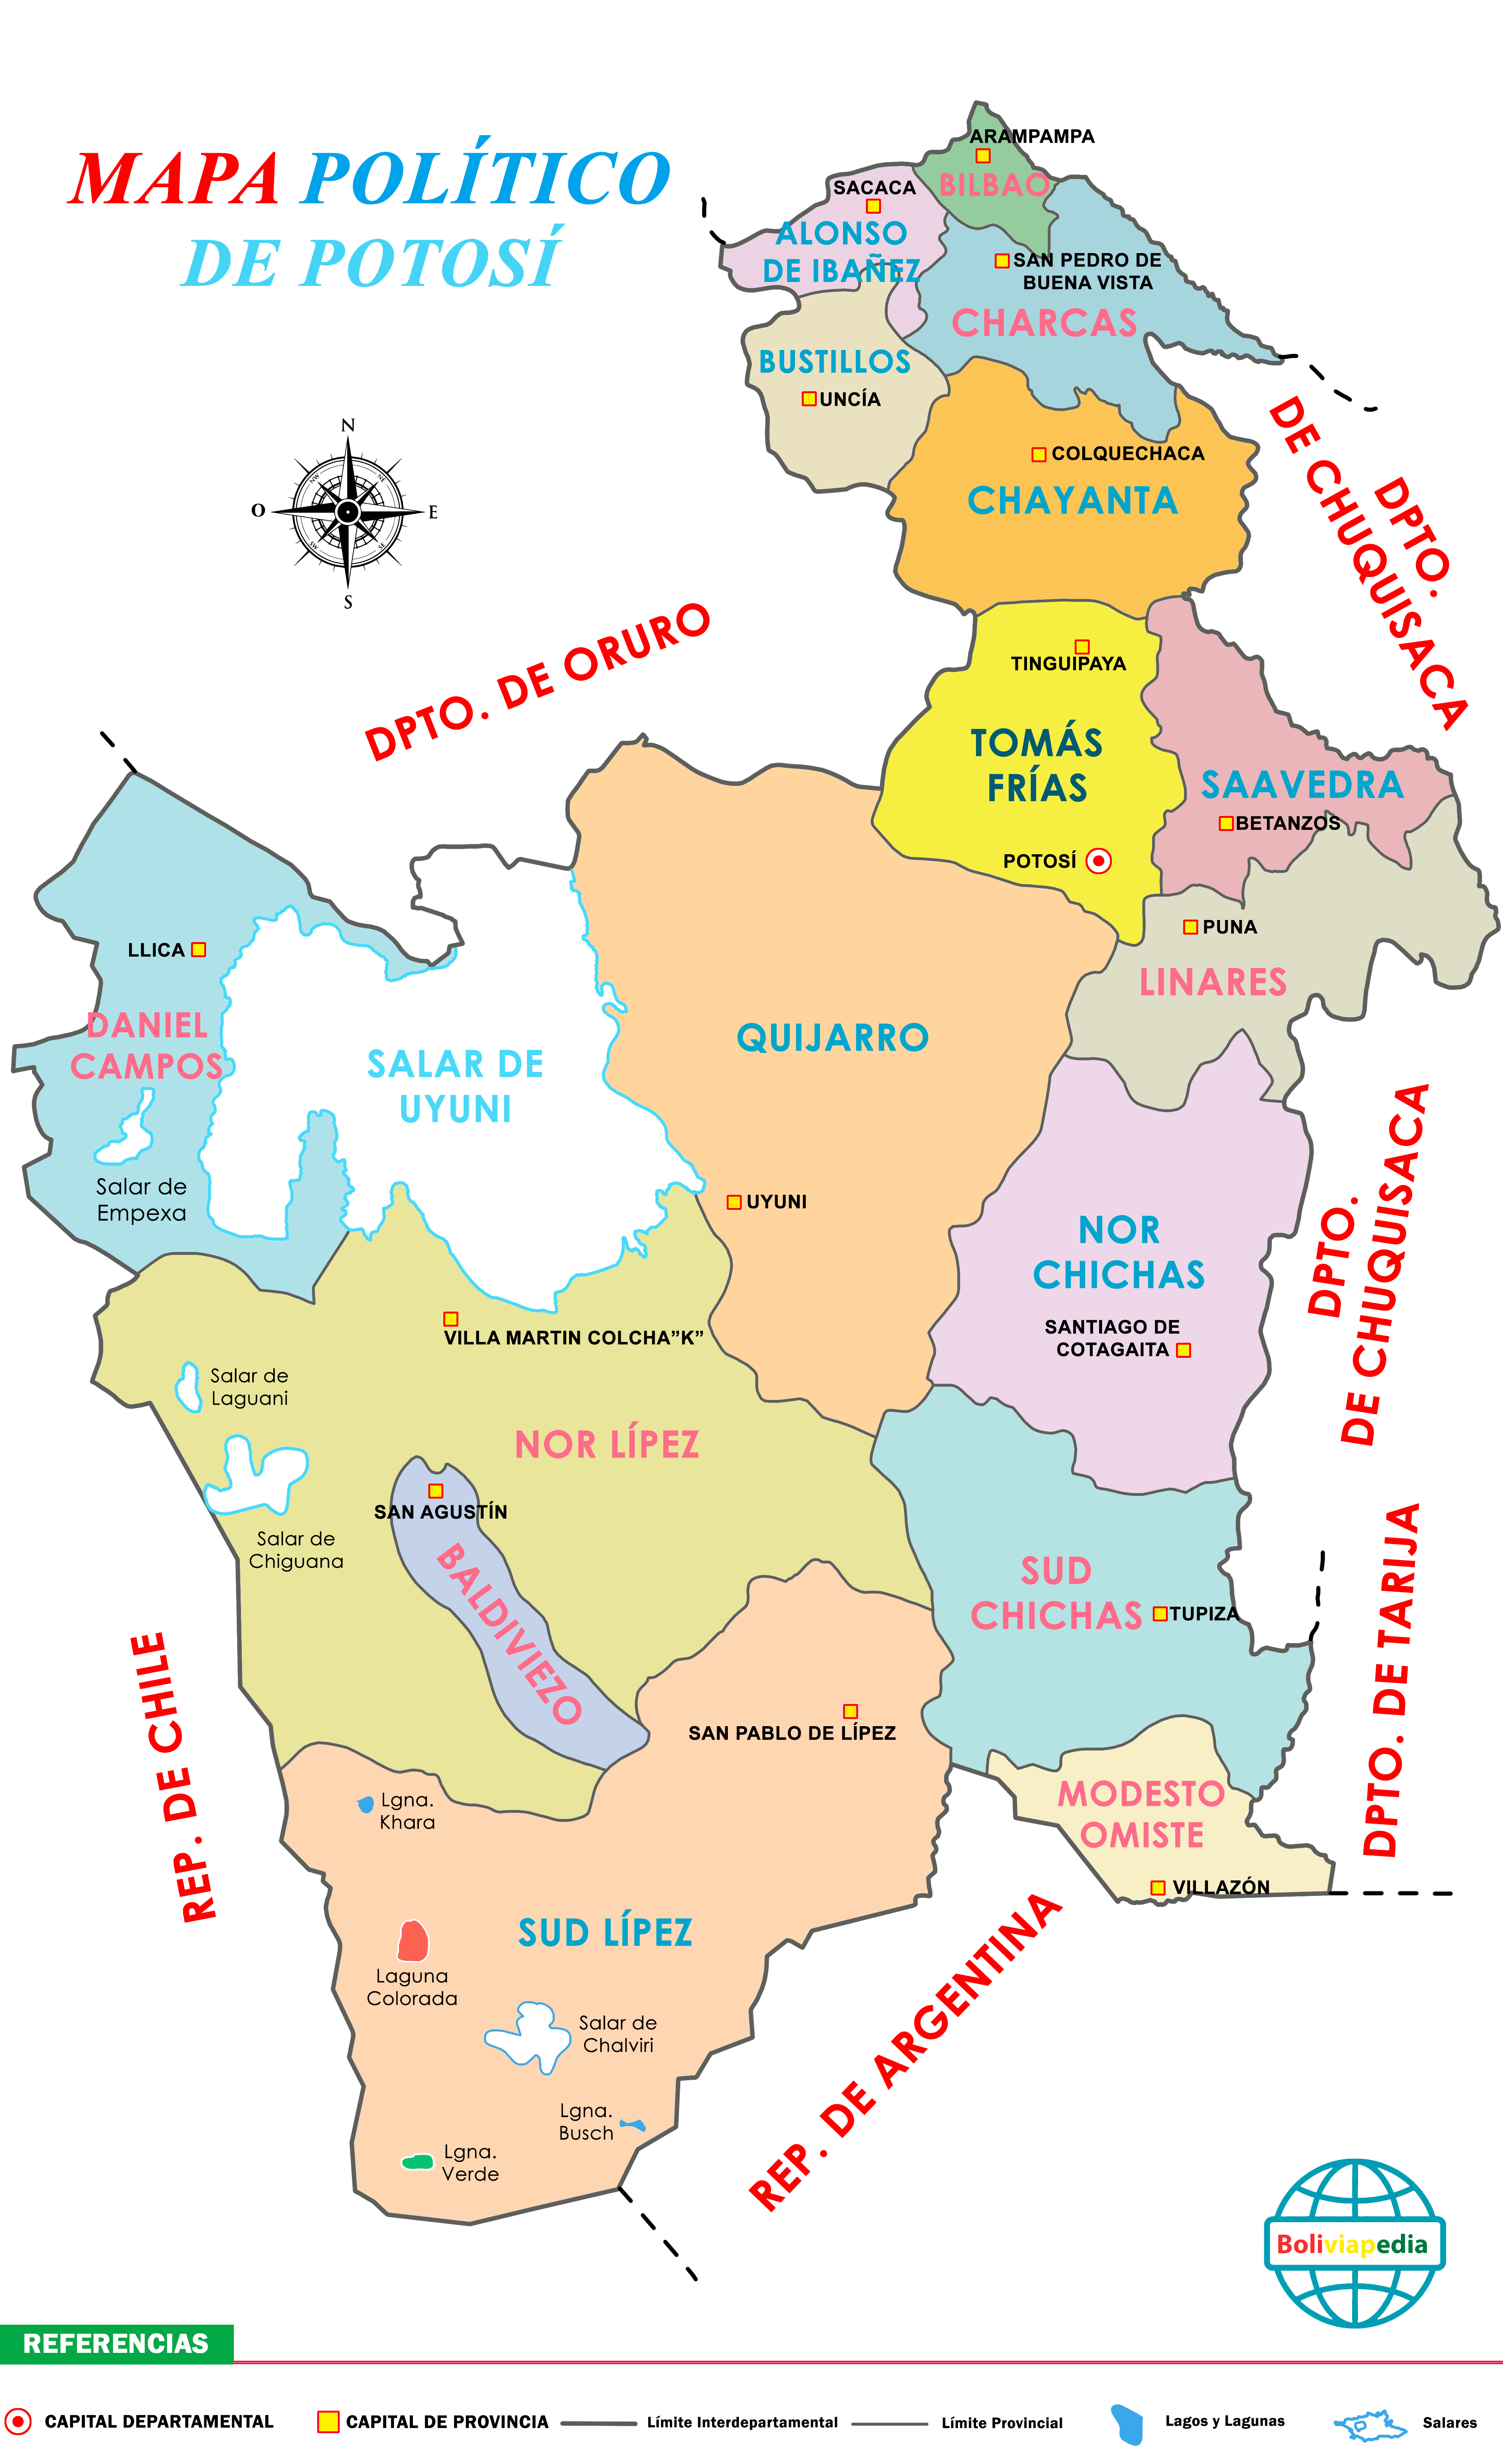 MAPA POLÍTICO
DE POTOSÍ
ARAMPAMPA
BILBAO
SACACA
ALONSO
DE IBAÑEZ
SAN PEDRO DE
BUENA VISTA
CHARCAS
BUSTILLOS
UNCÍA
COLQUECHACA
CHAYANTA
DPTO.
DE CHUQUISACA
N
O
E
S
NW
NE
SW
SE
DPTO. DE ORURO
TINGUIPAYA
TOMÁS
FRÍAS
POTOSÍ
SAAVEDRA
BETANZOS
PUNA
LINARES
LLICA
DANIEL
CAMPOS
SALAR DE
UYUNI
QUIJARRO
Salar de
Empexa
UYUNI
NOR
CHICHAS
SANTIAGO DE
COTAGAITA
DPTO.
DE CHUQUISACA
VILLA MARTIN COLCHA”K”
Salar de
Laguani
NOR LÍPEZ
Salar de
Chiguana
SAN AGUSTÍN
BALDIVIEZO
SUD
CHICHAS
TUPIZA
DPTO. DE TARIJA
REP. DE CHILE
SAN PABLO DE LÍPEZ
MODESTO
OMISTE
VILLAZÓN
Lgna.
Khara
SUD LÍPEZ
Laguna
Colorada
Salar de
Chalviri
Lgna.
Busch
Lgna.
Verde
REP. DE ARGENTINA
Boliviapedia
REFERENCIAS
CAPITAL DEPARTAMENTAL
CAPITAL DE PROVINCIA
Límite Interdepartamental
Límite Provincial
Lagos y Lagunas
Salares